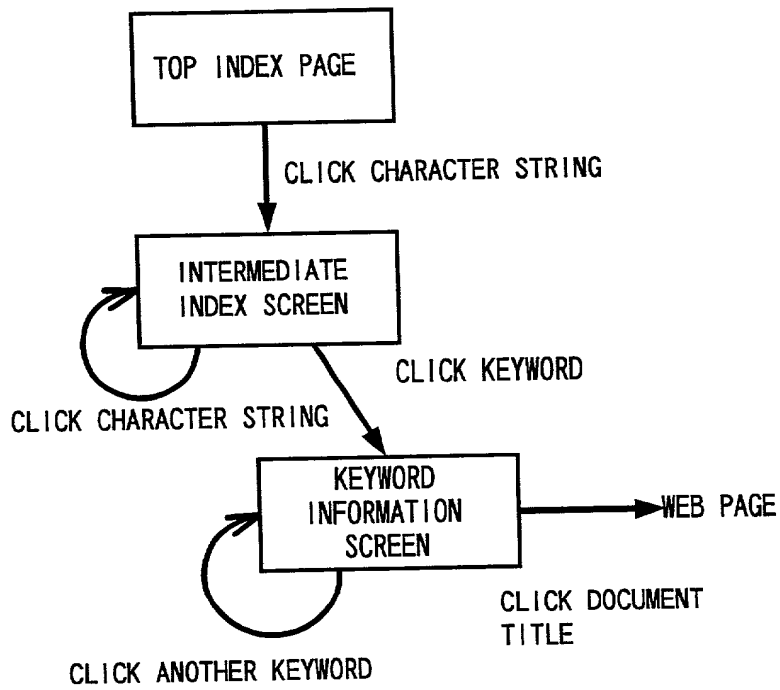 TOP INDEX PAGE
CLICK CHARACTER STRING
INTERMEDIATE
INDEX SCREEN
CLICK KEYWORD
CLICK CHARACTER STRING
KEYWORD
INFORMATION
SCREEN
WEB PAGE
CLICK DOCUMENT
TITLE
CLICK ANOTHER KEYWORD